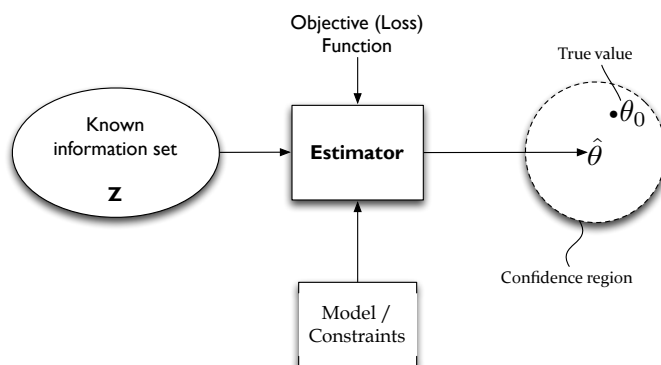 Objective (Loss)
Function
True value
θ₀
Known
information set
Z
Estimator
θ̂
Confidence region
Model /
Constraints